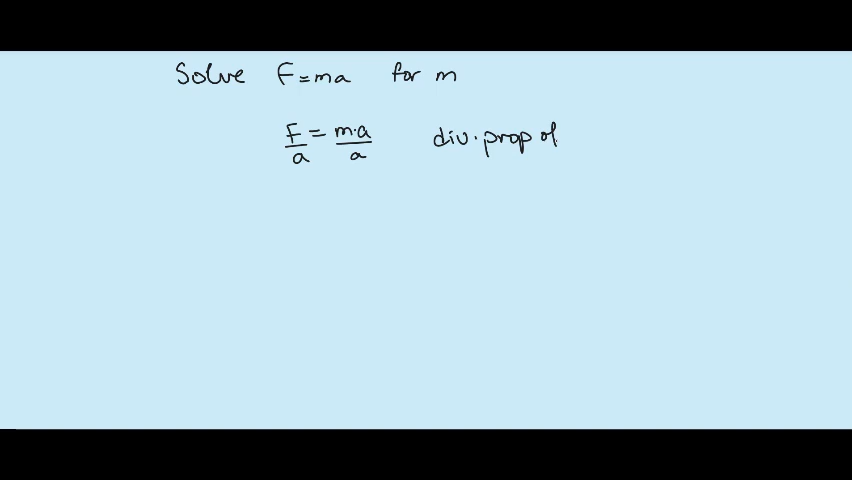 Solve F=ma for m
F/a = m·a/a div. prop of